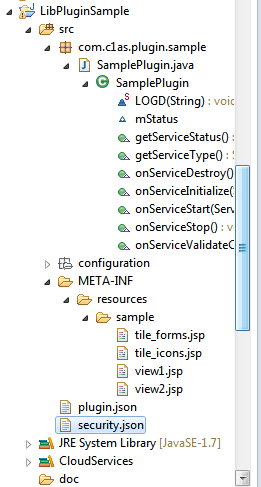 LibPluginSample
src
com.c1as.plugin.sample
SamplePlugin.java
SamplePlugin
LOGD(String) : void
mStatus
getServiceStatus() :
getServiceType() : S
onServiceDestroy()
onServiceInitialize(
onServiceStart(Serv
onServiceStop() : vo
onServiceValidateC
configuration
META-INF
resources
sample
tile_forms.jsp
tile_icons.jsp
view1.jsp
view2.jsp
plugin.json
security.json
JRE System Library [JavaSE-1.7]
CloudServices
doc